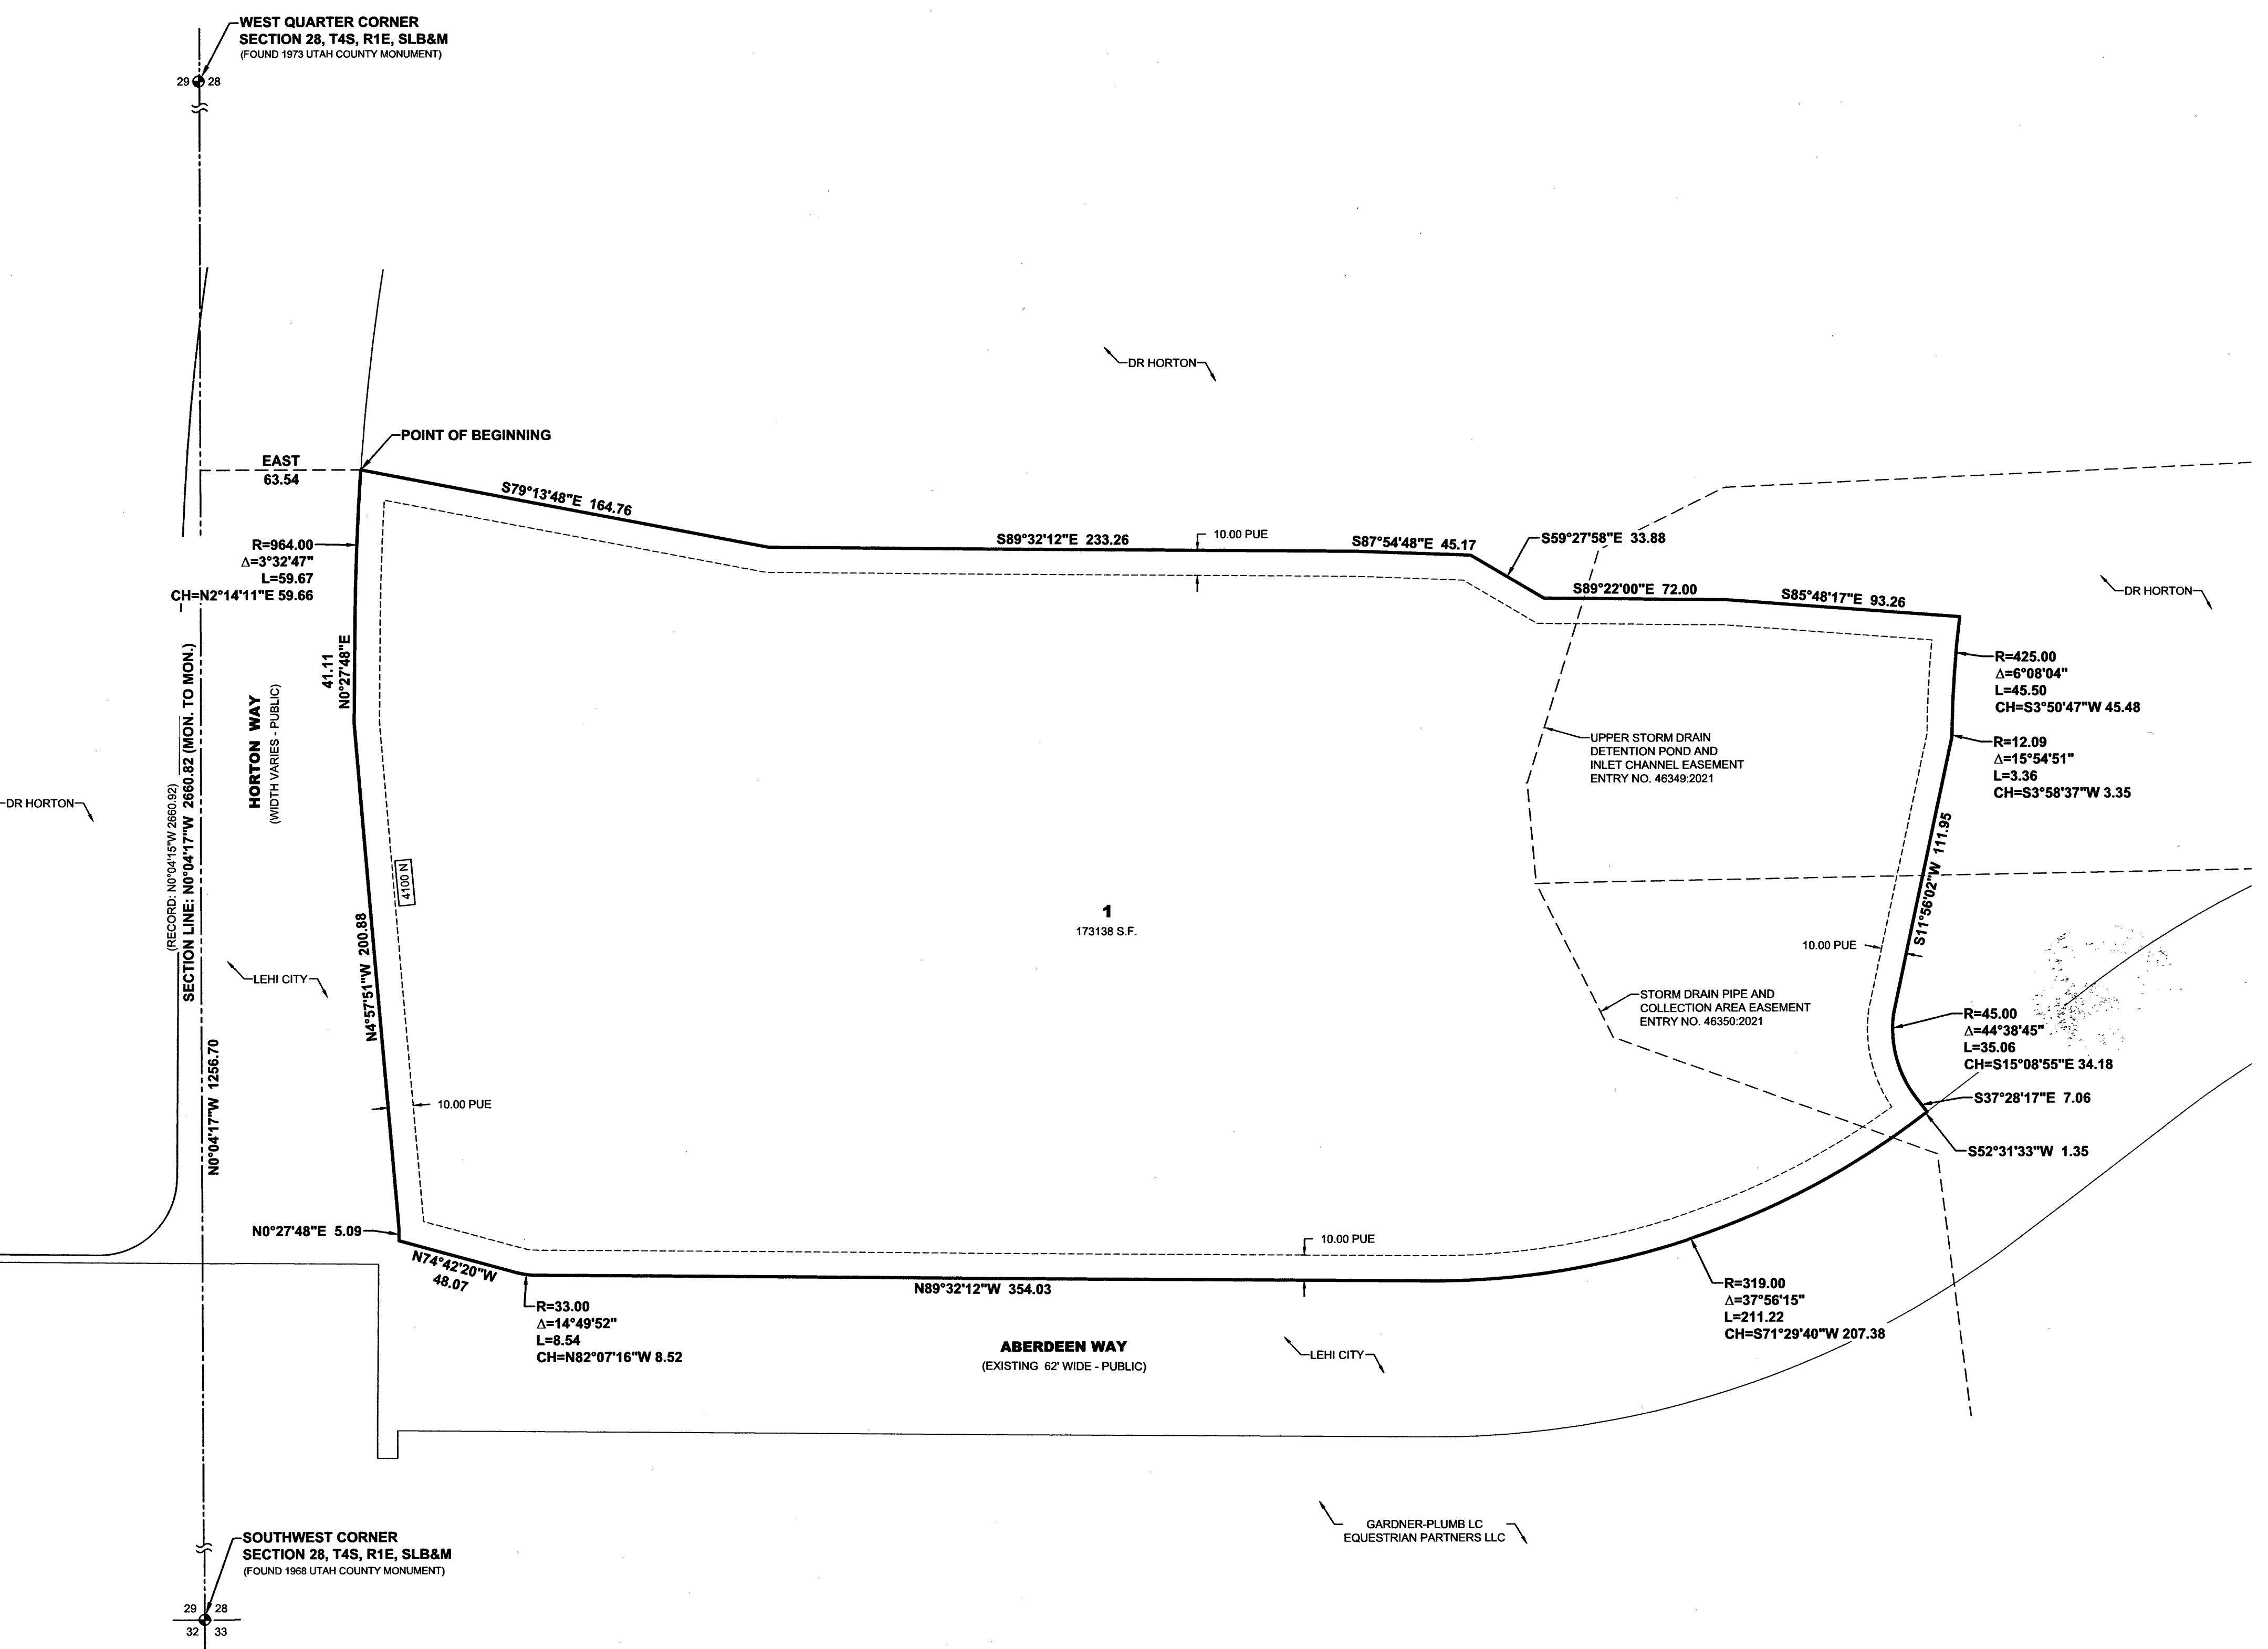 WEST QUARTER CORNER
SECTION 28, T4S, R1E, SLB&M
(FOUND 1973 UTAH COUNTY MONUMENT)
29 28
DR HORTON
POINT OF BEGINNING
EAST
63.54
S79°13'48"E 164.76
S89°32'12"E 233.26
10.00 PUE
S87°54'48"E 45.17
S59°27'58"E 33.88
S89°22'00"E 72.00
S85°48'17"E 93.26
DR HORTON
R=964.00
Δ=3°32'47"
L=59.67
CH=N2°14'11"E 59.66
41.11
N0°27'48"E
R=425.00
Δ=6°08'04"
L=45.50
CH=S3°50'47"W 45.48
R=12.09
Δ=15°54'51"
L=3.36
CH=S3°58'37"W 3.35
UPPER STORM DRAIN
DETENTION POND AND
INLET CHANNEL EASEMENT
ENTRY NO. 46349:2021
HORTON WAY
(WIDTH VARIES - PUBLIC)
(RECORD: N0°04'15"W 2660.92)
SECTION LINE: N0°04'17"W 2660.82 (MON. TO MON.)
DR HORTON
4100 N
N4°57'51"W 200.88
1
173138 S.F.
S11°56'02"W 111.95
10.00 PUE
LEHI CITY
STORM DRAIN PIPE AND
COLLECTION AREA EASEMENT
ENTRY NO. 46350:2021
R=45.00
Δ=44°38'45"
L=35.06
CH=S15°08'55"E 34.18
N0°04'17"W 1256.70
10.00 PUE
S37°28'17"E 7.06
S52°31'33"W 1.35
N0°27'48"E 5.09
10.00 PUE
N74°42'20"W
48.07
N89°32'12"W 354.03
R=33.00
Δ=14°49'52"
L=8.54
CH=N82°07'16"W 8.52
R=319.00
Δ=37°56'15"
L=211.22
CH=S71°29'40"W 207.38
ABERDEEN WAY
(EXISTING 62' WIDE - PUBLIC)
LEHI CITY
GARDNER-PLUMB LC
EQUESTRIAN PARTNERS LLC
SOUTHWEST CORNER
SECTION 28, T4S, R1E, SLB&M
(FOUND 1968 UTAH COUNTY MONUMENT)
29 28
32 33